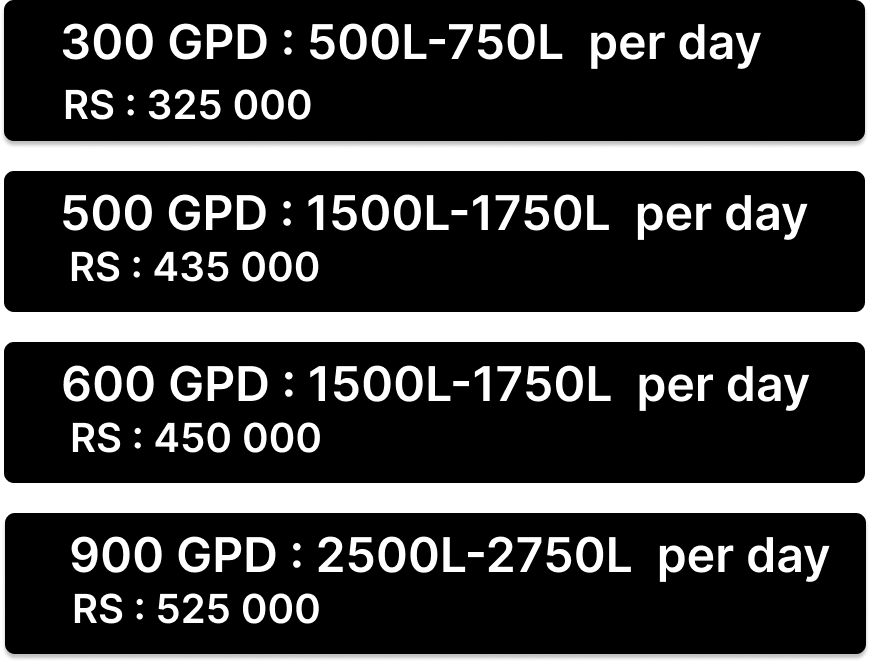 300 GPD : 500L-750L per day
RS : 325 000
500 GPD : 1500L-1750L per day
RS : 435 000
600 GPD : 1500L-1750L per day
RS : 450 000
900 GPD : 2500L-2750L per day
RS : 525 000